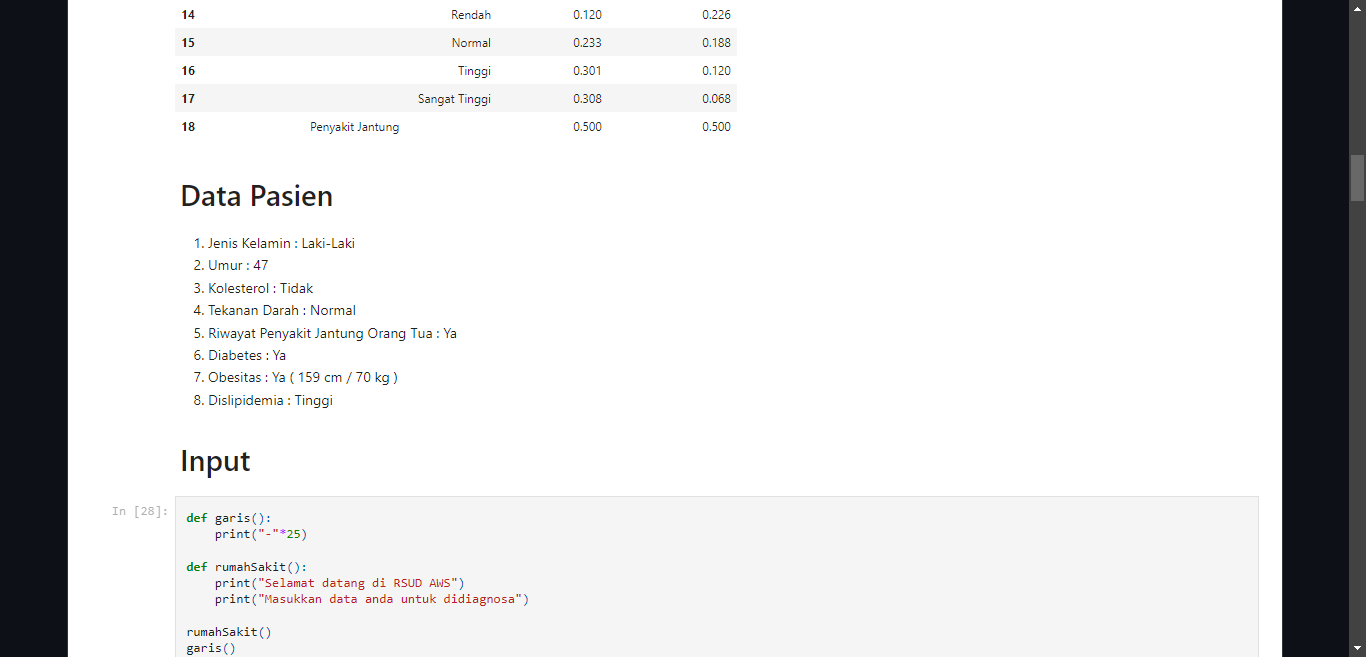 14 Rendah 0.120 0.226
15 Normal 0.233 0.188
16 Tinggi 0.301 0.120
17 Sangat Tinggi 0.308 0.068
18 Penyakit Jantung 0.500 0.500
Data Pasien
1. Jenis Kelamin : Laki-Laki
2. Umur : 47
3. Kolesterol : Tidak
4. Tekanan Darah : Normal
5. Riwayat Penyakit Jantung Orang Tua : Ya
6. Diabetes : Ya
7. Obesitas : Ya ( 159 cm / 70 kg )
8. Dislipidemia : Tinggi
Input
In [28]:
def garis():
    print("-"*25)
def rumahSakit():
    print("Selamat datang di RSUD AWS")
    print("Masukkan data anda untuk didiagnosa")
rumahSakit()
garis()